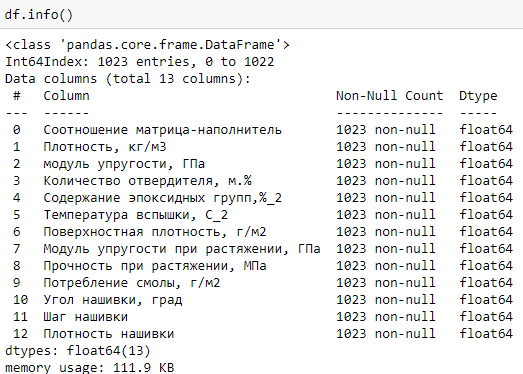 df.info()
<class 'pandas.core.frame.DataFrame'>
Int64Index: 1023 entries, 0 to 1022
Data columns (total 13 columns):
 #   Column                                Non-Null Count  Dtype
---  ------                                --------------  -----
 0   Соотношение матрица-наполнитель       1023 non-null   float64
 1   Плотность, кг/м3                      1023 non-null   float64
 2   модуль упругости, ГПа                 1023 non-null   float64
 3   Количество отвердителя, м.%           1023 non-null   float64
 4   Содержание эпоксидных групп,%_2       1023 non-null   float64
 5   Температура вспышки, С_2              1023 non-null   float64
 6   Поверхностная плотность, г/м2         1023 non-null   float64
 7   Модуль упругости при растяжении, ГПа  1023 non-null   float64
 8   Прочность при растяжении, МПа         1023 non-null   float64
 9   Потребление смолы, г/м2               1023 non-null   float64
 10  Угол нашивки, град                    1023 non-null   float64
 11  Шаг нашивки                           1023 non-null   float64
 12  Плотность нашивки                     1023 non-null   float64
dtypes: float64(13)
memory usage: 111.9 KB